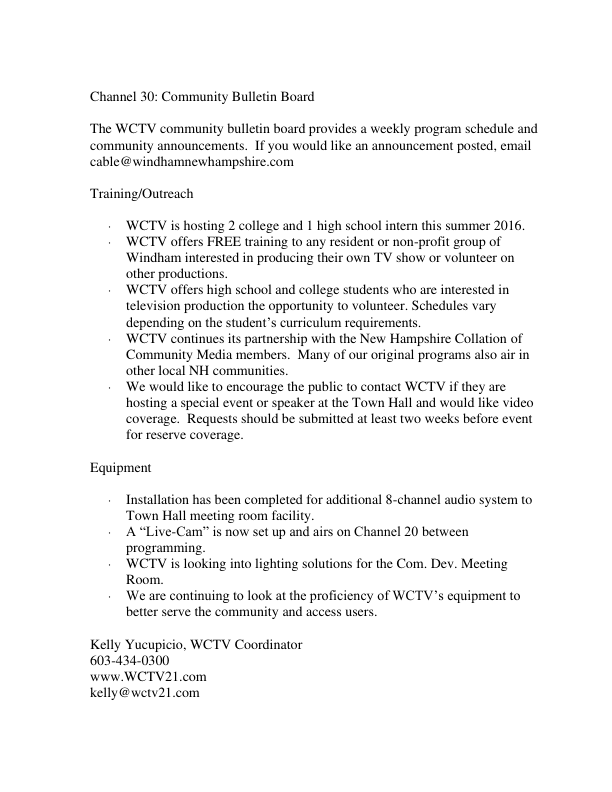 Channel 30: Community Bulletin Board
The WCTV community bulletin board provides a weekly program schedule and
community announcements.  If you would like an announcement posted, email
cable@windhamnewhampshire.com
Training/Outreach
· WCTV is hosting 2 college and 1 high school intern this summer 2016.
· WCTV offers FREE training to any resident or non-profit group of
Windham interested in producing their own TV show or volunteer on
other productions.
· WCTV offers high school and college students who are interested in
television production the opportunity to volunteer. Schedules vary
depending on the student’s curriculum requirements.
· WCTV continues its partnership with the New Hampshire Collation of
Community Media members.  Many of our original programs also air in
other local NH communities.
· We would like to encourage the public to contact WCTV if they are
hosting a special event or speaker at the Town Hall and would like video
coverage.  Requests should be submitted at least two weeks before event
for reserve coverage.
Equipment
· Installation has been completed for additional 8-channel audio system to
Town Hall meeting room facility.
· A “Live-Cam” is now set up and airs on Channel 20 between
programming.
· WCTV is looking into lighting solutions for the Com. Dev. Meeting
Room.
· We are continuing to look at the proficiency of WCTV’s equipment to
better serve the community and access users.
Kelly Yucupicio, WCTV Coordinator
603-434-0300
www.WCTV21.com
kelly@wctv21.com